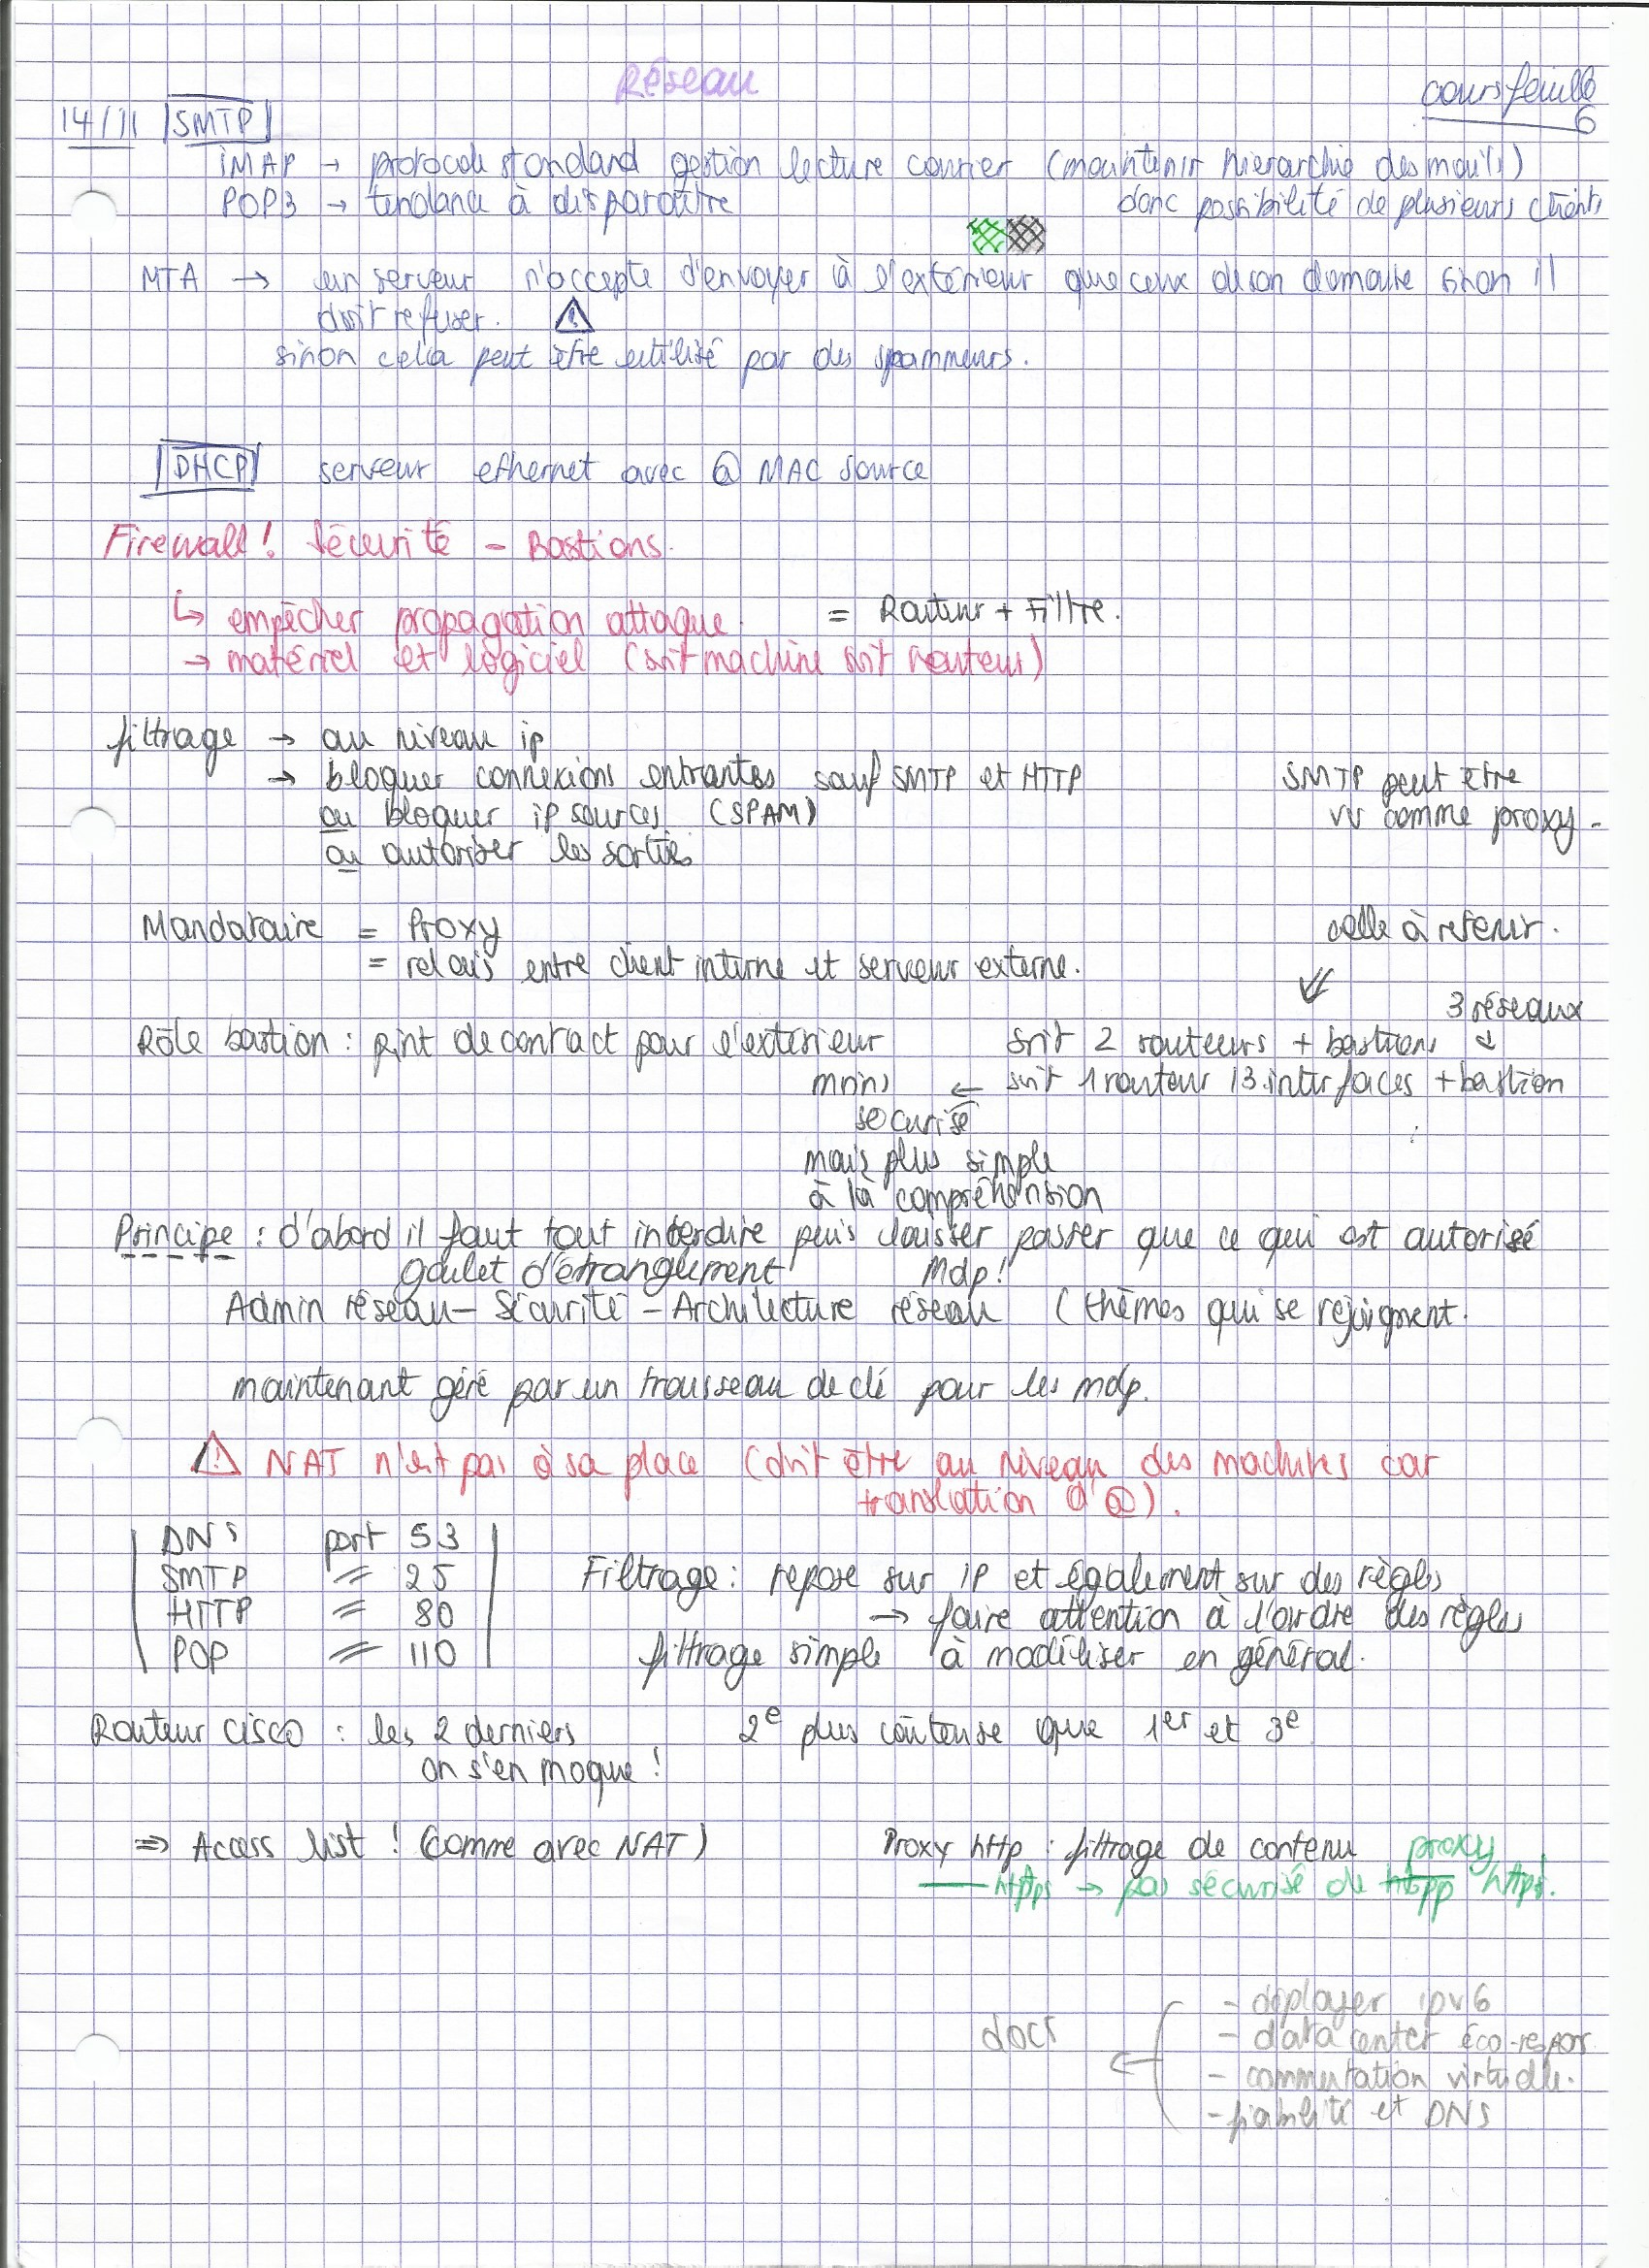 Réseau
cours feuille 6
14/11 SMTP
IMAP → protocole standard gestion lecture courrier (maintenir hiérarchie des mails)
POP3 → tendance à disparaître donc possibilité de plusieurs clients
MTA → un serveur n'accepte d'envoyer à l'extérieur que ceux de son domaine sinon il
doit refuser. ⚠
sinon cela peut être utilisé par des spammeurs.
DHCP serveur ethernet avec @ MAC source
Firewall! Sécurité - Bastions.
↳ empêcher propagation attaque. = Routeur + Filtre.
→ matériel et logiciel (soit machine soit routeur)
filtrage → au niveau ip
→ bloquer connexions entrantes sauf SMTP et HTTP
ou bloquer ip sources (SPAM)
ou autoriser les sorties
SMTP peut être
vu comme proxy.
Mandataire = Proxy
= relais entre client interne et serveur externe.
celle à retenir.
⇓ 3 réseaux
Rôle bastion : point de contact pour l'extérieur soit 2 routeurs + bastions ↓
moins ← soit 1 router 13 interfaces + bastion
securisé
mais plus simple
à la compréhension
Principe : d'abord il faut tout interdire puis laisser passer que ce qui est autorisé
goulet d'étranglement Mdp!
Admin réseau - Sécurité - Architecture réseau (thèmes qui se rejoignent.
maintenant géré par un trousseau de clé pour les mdp.
⚠ NAT n'est pas à sa place (doit être au niveau des machines car
translation d'@).
DNS port 53
SMTP = 25
HTTP = 80
POP = 110
Filtrage : repose sur IP et également sur des règles
→ faire attention à l'ordre des règles
filtrage simple à modéliser en général.
Routeur cisco : les 2 derniers 2e plus coûteuse que 1er et 3e
on s'en moque !
⇒ Access list ! (comme avec NAT)
Proxy http : filtrage de contenu proxy
— https → pas sécurisé de httpp https.
docs ←
- déployer ipv6
- data center éco-respon.
- commutation virtuelle.
- fiabilité et DNS